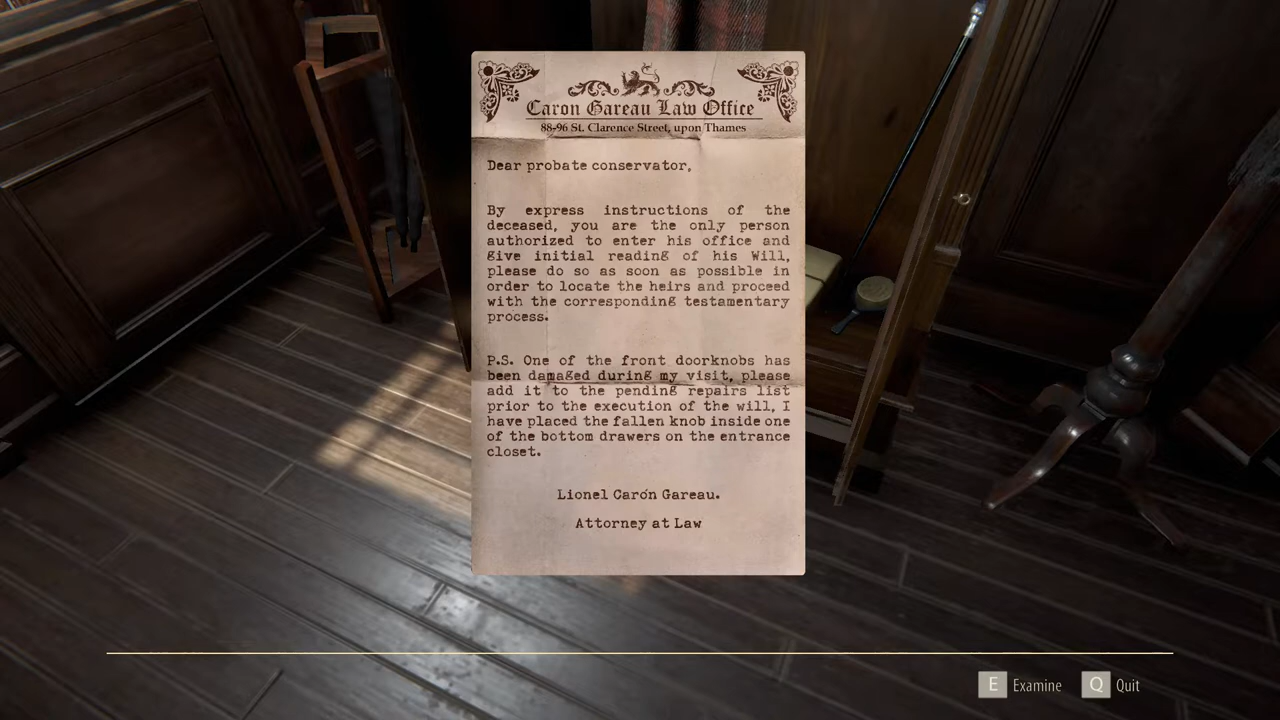 Caron Gareau Law Office
88-96 St. Clarence Street, upon Thames
Dear probate conservator,
By express instructions of the
deceased, you are the only person
authorized to enter his office and
give initial reading of his Will,
please do so as soon as possible in
order to locate the heirs and proceed
with the corresponding testamentary
process.
P.S. One of the front doorknobs has
been damaged during my visit, please
add it to the pending repairs list
prior to the execution of the will, I
have placed the fallen knob inside one
of the bottom drawers on the entrance
closet.
Lionel Carón Gareau.
Attorney at Law
E Examine Q Quit